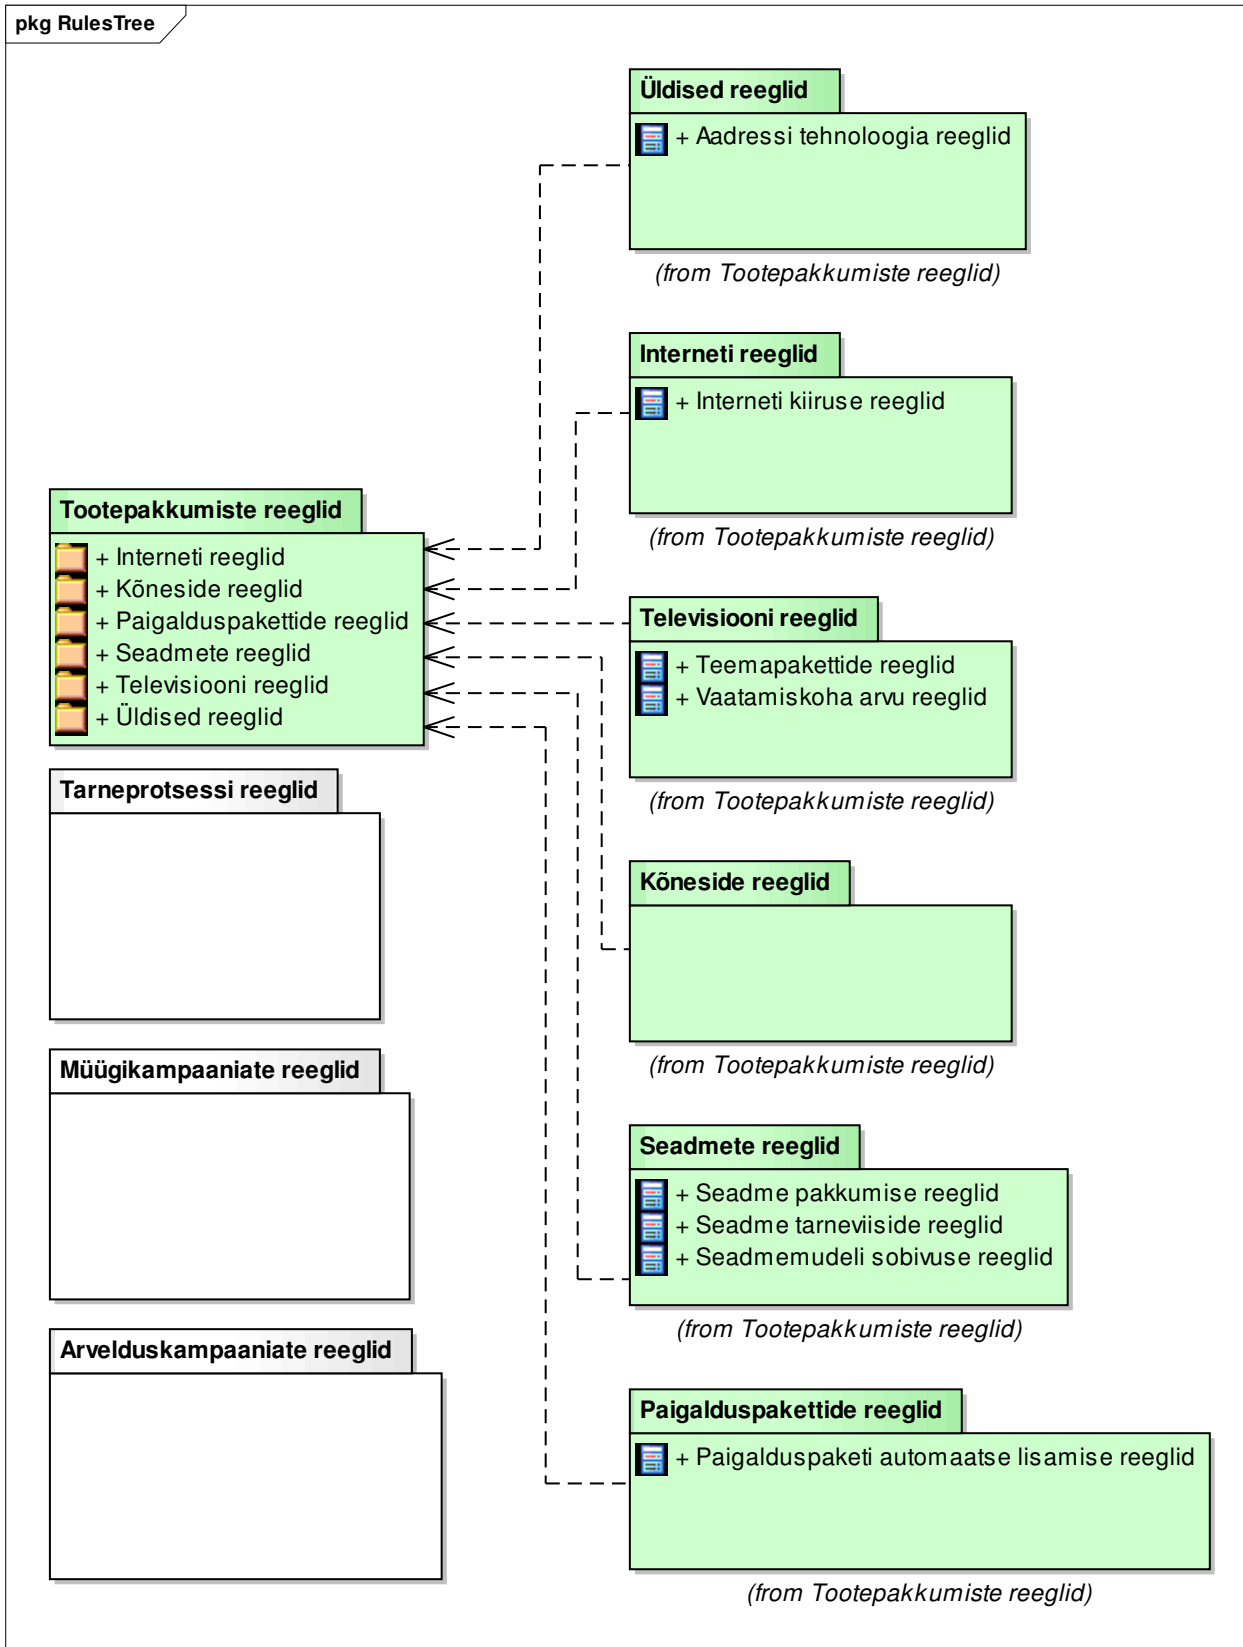 pkg RulesTree
Üldised reeglid
+ Aadressi tehnoloogia reeglid
(from Tootepakkumiste reeglid)
Interneti reeglid
+ Interneti kiiruse reeglid
(from Tootepakkumiste reeglid)
Tootepakkumiste reeglid
+ Interneti reeglid
+ Kõneside reeglid
+ Paigalduspakettide reeglid
+ Seadmete reeglid
+ Televisiooni reeglid
+ Üldised reeglid
Televisiooni reeglid
+ Teemapakettide reeglid
+ Vaatamiskoha arvu reeglid
(from Tootepakkumiste reeglid)
Tarneprotsessi reeglid
Kõneside reeglid
(from Tootepakkumiste reeglid)
Müügikampaaniate reeglid
Seadmete reeglid
+ Seadme pakkumise reeglid
+ Seadme tarneviiside reeglid
+ Seadmemudeli sobivuse reeglid
(from Tootepakkumiste reeglid)
Arvelduskampaaniate reeglid
Paigalduspakettide reeglid
+ Paigalduspaketi automaatse lisamise reeglid
(from Tootepakkumiste reeglid)